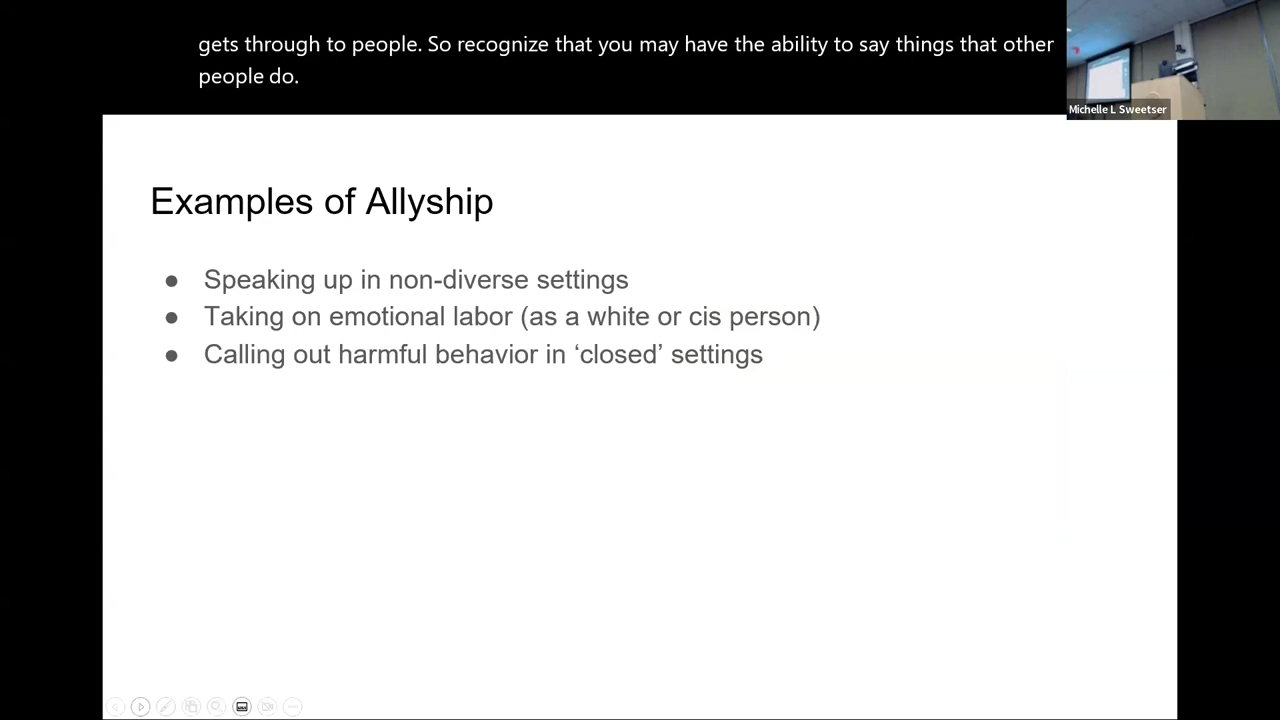 gets through to people. So recognize that you may have the ability to say things that other
people do.
Michelle L Sweetser
Examples of Allyship
● Speaking up in non-diverse settings
● Taking on emotional labor (as a white or cis person)
● Calling out harmful behavior in ‘closed’ settings